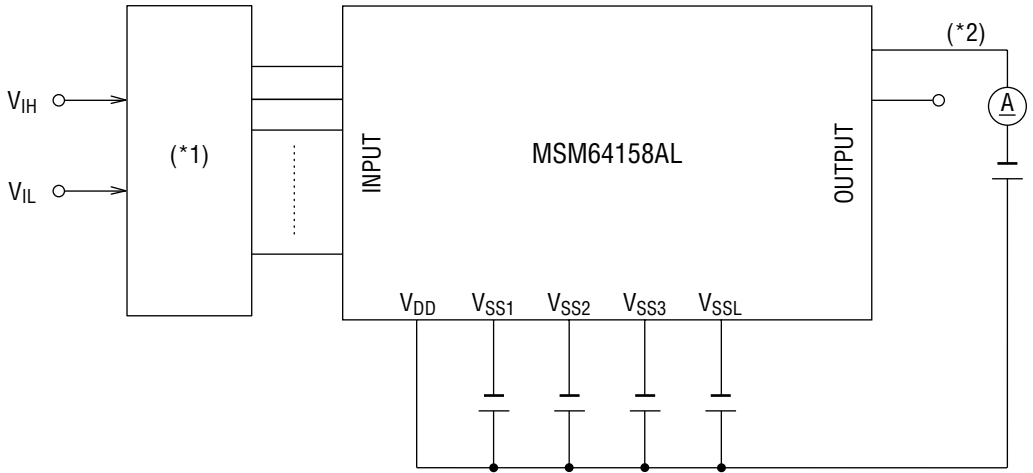 (*2)
V_IH
V_IL
(*1)
INPUT
MSM64158AL
OUTPUT
A
V_DD V_SS1 V_SS2 V_SS3 V_SSL